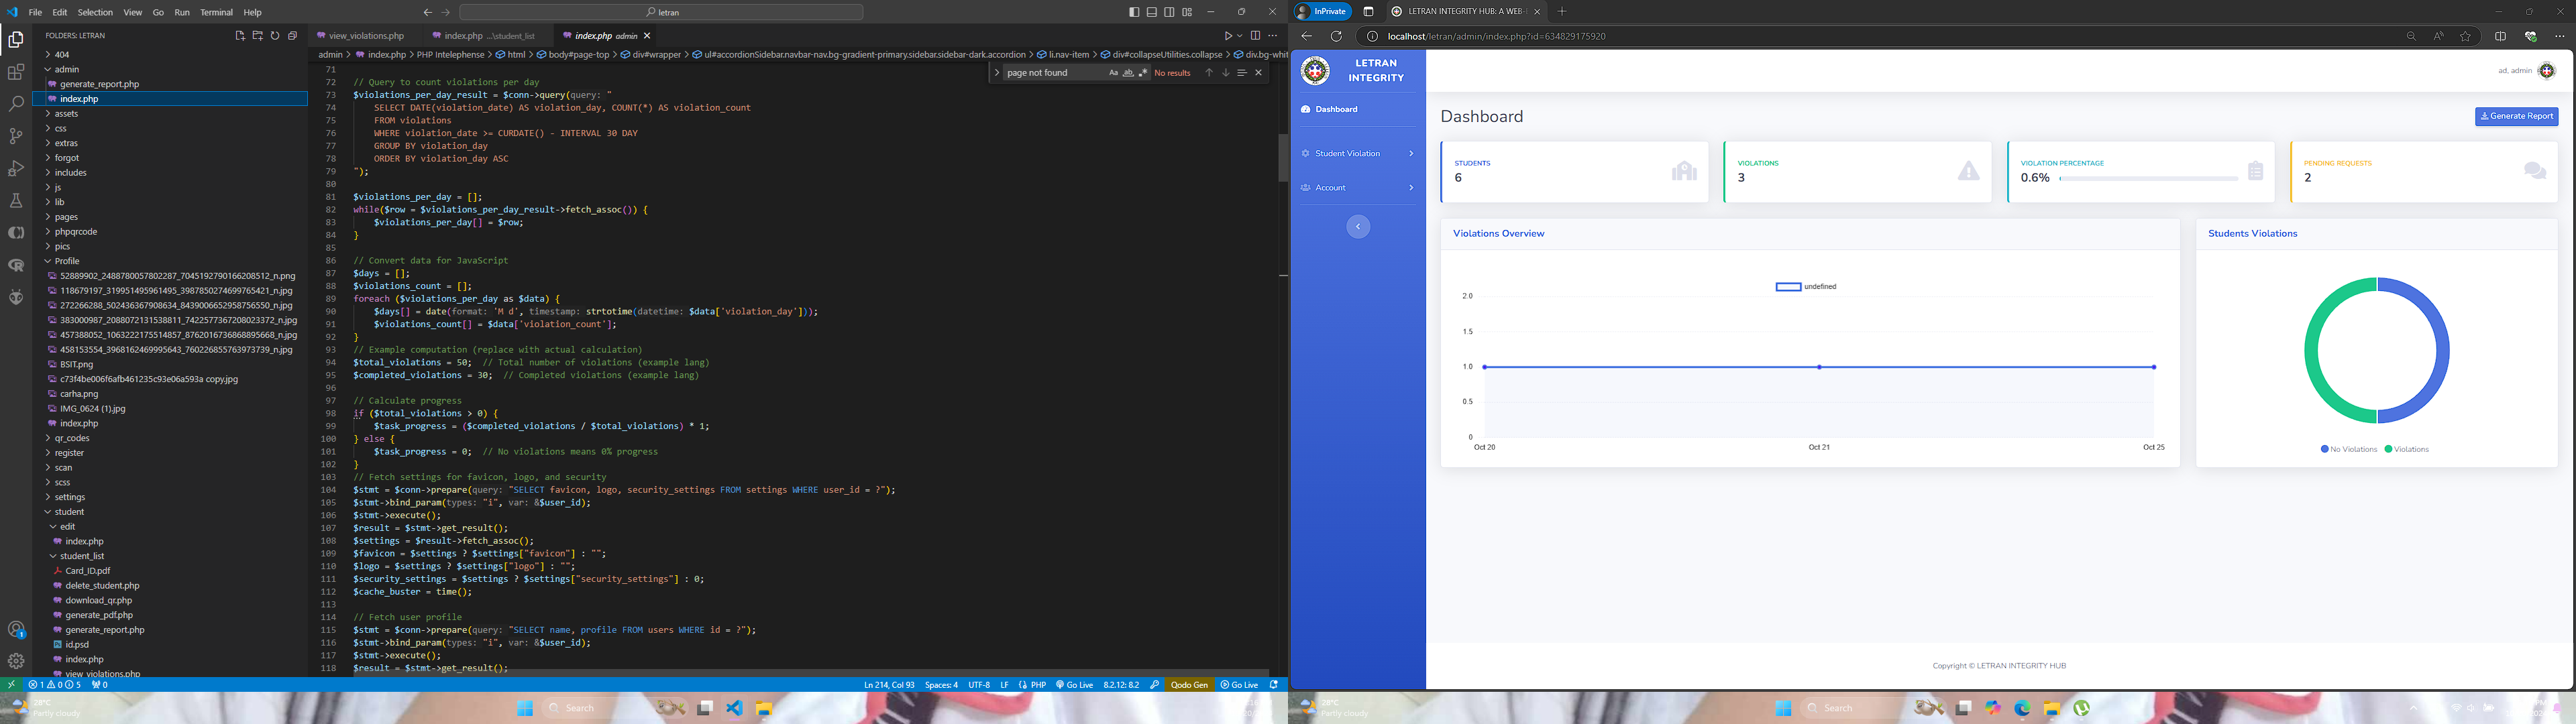 File Edit Selection View Go Run Terminal Help
letran
FOLDERS: LETRAN
404
admin
generate_report.php
index.php
assets
css
extras
forgot
includes
js
lib
pages
phpqrcode
pics
Profile
52889902_2488780057802287_7045192790166208512_n.png
118679197_319951495961495_3987850274699765421_n.jpg
272266288_502436367908634_8439006652958756550_n.jpg
383000987_2088072131538811_7422577367208023372_n.jpg
457388052_1063222175514857_8762016736868895668_n.jpg
458153554_3968162469995643_760226855763973739_n.jpg
BSIT.png
c73f4be006f6afb461235c93e06a593a copy.jpg
carha.png
IMG_0624 (1).jpg
index.php
qr_codes
register
scan
scss
settings
student
edit
index.php
student_list
Card_ID.pdf
delete_student.php
download_qr.php
generate_pdf.php
generate_report.php
id.psd
index.php
view_violations.php
view_violations.php index.php ...\student_list index.php admin
admin > index.php > PHP Intelephense > html > body#page-top > div#wrapper > ul#accordionSidebar.navbar-nav.bg-gradient-primary.sidebar.sidebar-dark.accordion > li.nav-item > div#collapseUtilities.collapse > div.bg-whit
page not found Aa ab No results
71
72 // Query to count violations per day
73 $violations_per_day_result = $conn->query(query: "
74 SELECT DATE(violation_date) AS violation_day, COUNT(*) AS violation_count
75 FROM violations
76 WHERE violation_date >= CURDATE() - INTERVAL 30 DAY
77 GROUP BY violation_day
78 ORDER BY violation_day ASC
79 ");
80
81 $violations_per_day = [];
82 while($row = $violations_per_day_result->fetch_assoc()) {
83 $violations_per_day[] = $row;
84 }
85
86 // Convert data for JavaScript
87 $days = [];
88 $violations_count = [];
89 foreach ($violations_per_day as $data) {
90 $days[] = date(format: 'M d', timestamp: strtotime(datetime: $data['violation_day']));
91 $violations_count[] = $data['violation_count'];
92 }
93 // Example computation (replace with actual calculation)
94 $total_violations = 50; // Total number of violations (example lang)
95 $completed_violations = 30; // Completed violations (example lang)
96
97 // Calculate progress
98 if ($total_violations > 0) {
99 $task_progress = ($completed_violations / $total_violations) * 1;
100 } else {
101 $task_progress = 0; // No violations means 0% progress
102 }
103 // Fetch settings for favicon, logo, and security
104 $stmt = $conn->prepare(query: "SELECT favicon, logo, security_settings FROM settings WHERE user_id = ?");
105 $stmt->bind_param(types: "i", var: &$user_id);
106 $stmt->execute();
107 $result = $stmt->get_result();
108 $settings = $result->fetch_assoc();
109 $favicon = $settings ? $settings["favicon"] : "";
110 $logo = $settings ? $settings["logo"] : "";
111 $security_settings = $settings ? $settings["security_settings"] : 0;
112 $cache_buster = time();
113
114 // Fetch user profile
115 $stmt = $conn->prepare(query: "SELECT name, profile FROM users WHERE id = ?");
116 $stmt->bind_param(types: "i", var: &$user_id);
117 $stmt->execute();
118 $result = $stmt->get_result();
1 0 5 0 Ln 214, Col 93 Spaces: 4 UTF-8 LF PHP Go Live 8.2.12: 8.2 Qodo Gen Go Live
28°C
Partly cloudy
Search
InPrivate LETRAN INTEGRITY HUB: A WEB-
localhost/letran/admin/index.php?id=634829175920
LETRAN
INTEGRITY
Dashboard
Student Violation
Account
ad, admin
Dashboard
Generate Report
STUDENTS
6
VIOLATIONS
3
VIOLATION PERCENTAGE
0.6%
PENDING REQUESTS
2
Violations Overview
undefined
2.0
1.5
1.0
0.5
0
Oct 20 Oct 21 Oct 25
Students Violations
No Violations Violations
Copyright © LETRAN INTEGRITY HUB
28°C
Partly cloudy
Search